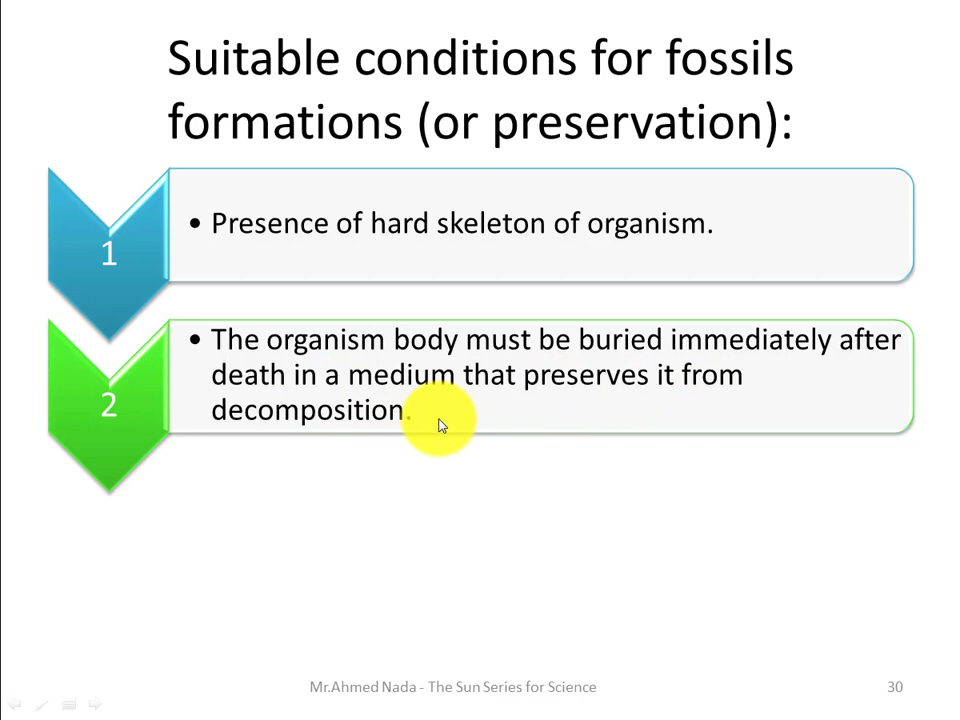 Suitable conditions for fossils
formations (or preservation):
1
• Presence of hard skeleton of organism.
2
• The organism body must be buried immediately after
death in a medium that preserves it from
decomposition.
Mr.Ahmed Nada - The Sun Series for Science
30